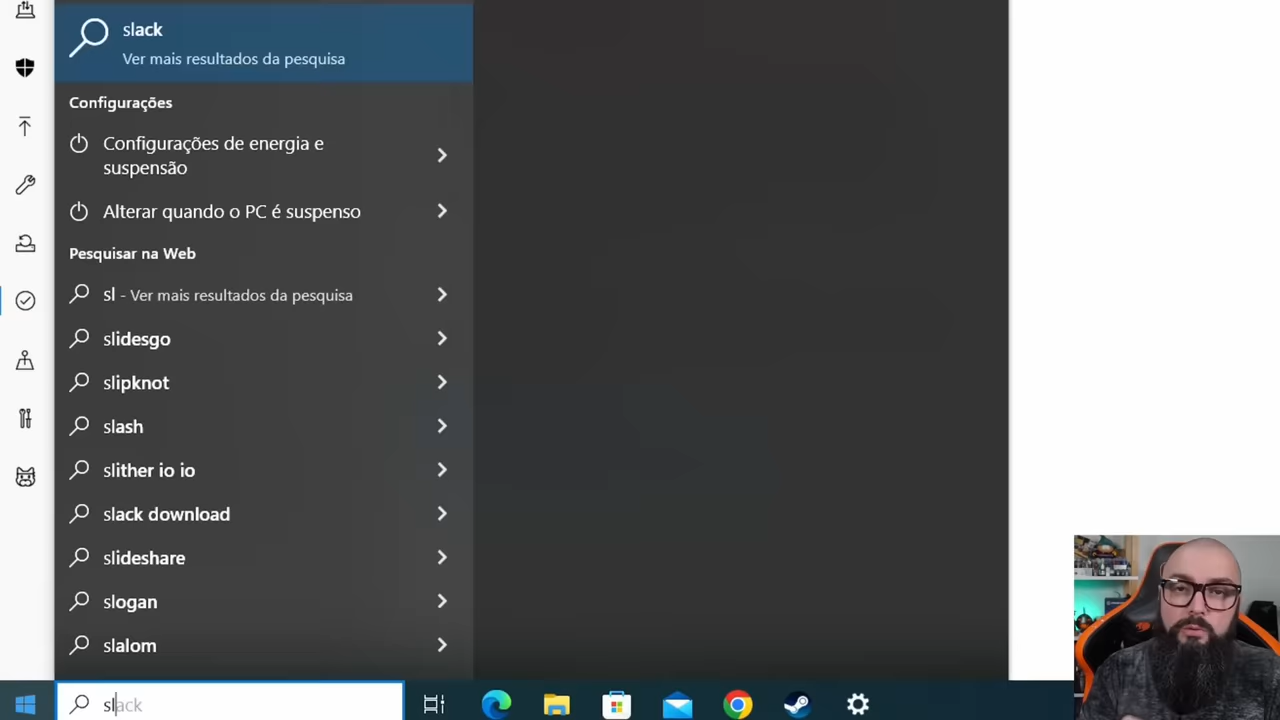 slack
Ver mais resultados da pesquisa
Configurações
Configurações de energia e
suspensão
Alterar quando o PC é suspenso
Pesquisar na Web
sl - Ver mais resultados da pesquisa
slidesgo
slipknot
slash
slither io io
slack download
slideshare
slogan
slalom
slack